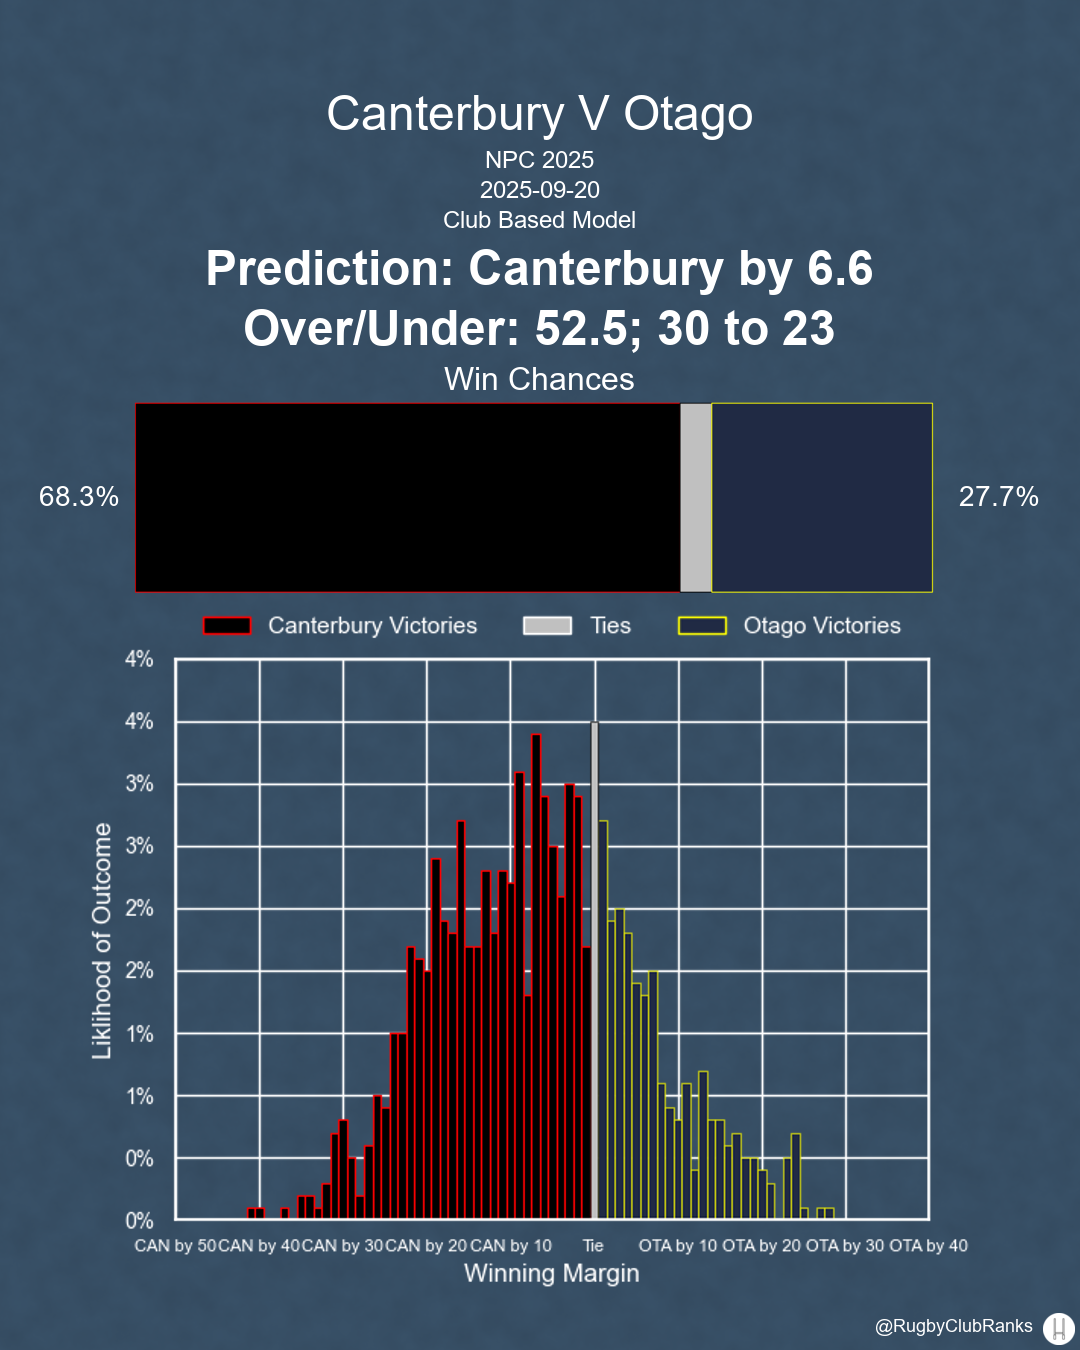 Canterbury V Otago
NPC 2025
2025-09-20
Club Based Model
Prediction: Canterbury by 6.6
Over/Under: 52.5; 30 to 23
Win Chances
68.3%
27.7%
Canterbury Victories
Ties
Otago Victories
4%
4%
3%
3%
2%
2%
1%
1%
0%
0%
Liklihood of Outcome
CAN by 50 CAN by 40 CAN by 30 CAN by 20 CAN by 10 Tie OTA by 10 OTA by 20 OTA by 30 OTA by 40
Winning Margin
@RugbyClubRanks